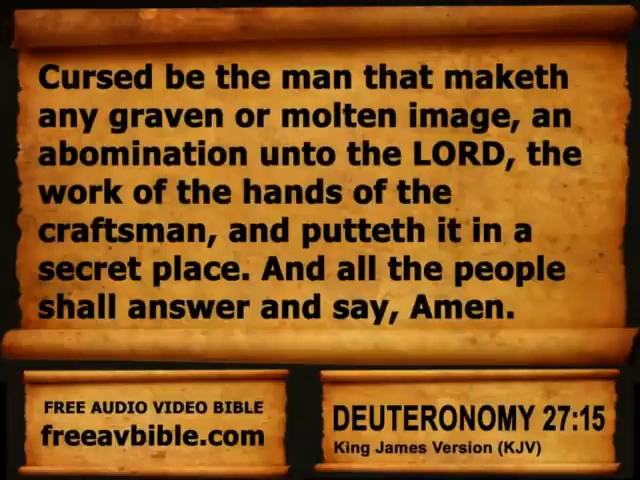 Cursed be the man that maketh
any graven or molten image, an
abomination unto the LORD, the
work of the hands of the
craftsman, and putteth it in a
secret place. And all the people
shall answer and say, Amen.
FREE AUDIO VIDEO BIBLE
freeavbible.com
DEUTERONOMY 27:15
King James Version (KJV)